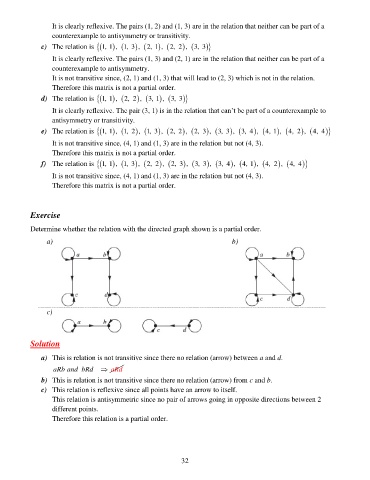 It is clearly reflexive. The pairs (1, 2) and (1, 3) are in the relation that neither can be part of a
counterexample to antisymmetry or transitivity.
c) The relation is {(1, 1), (1, 3), (2, 1), (2, 2), (3, 3)}
It is clearly reflexive. The pairs (1, 3) and (2, 1) are in the relation that neither can be part of a
counterexample to antisymmetry.
It is not transitive since, (2, 1) and (1, 3) that will lead to (2, 3) which is not in the relation.
Therefore this matrix is not a partial order.
d) The relation is {(1, 1), (2, 2), (3, 1), (3, 3)}
It is clearly reflexive. The pair (3, 1) is in the relation that can't be part of a counterexample to
antisymmetry or transitivity.
e) The relation is {(1, 1), (1, 2), (1, 3), (2, 2), (2, 3), (3, 3), (3, 4), (4, 1), (4, 2), (4, 4)}
It is not transitive since, (4, 1) and (1, 3) are in the relation but not (4, 3).
Therefore this matrix is not a partial order.
f) The relation is {(1, 1), (1, 3), (2, 2), (2, 3), (3, 3), (3, 4), (4, 1), (4, 2), (4, 4)}
It is not transitive since, (4, 1) and (1, 3) are in the relation but not (4, 3).
Therefore this matrix is not a partial order.
Exercise
Determine whether the relation with the directed graph shown is a partial order.
a) b)
a b a b
c d c d
c)
a b c d
Solution
a) This is relation is not transitive since there no relation (arrow) between a and d.
aRb and bRd ⇒ aRd
b) This is relation is not transitive since there no relation (arrow) from c and b.
c) This relation is reflexive since all points have an arrow to itself.
This relation is antisymmetric since no pair of arrows going in opposite directions between 2
different points.
Therefore this relation is a partial order.
32